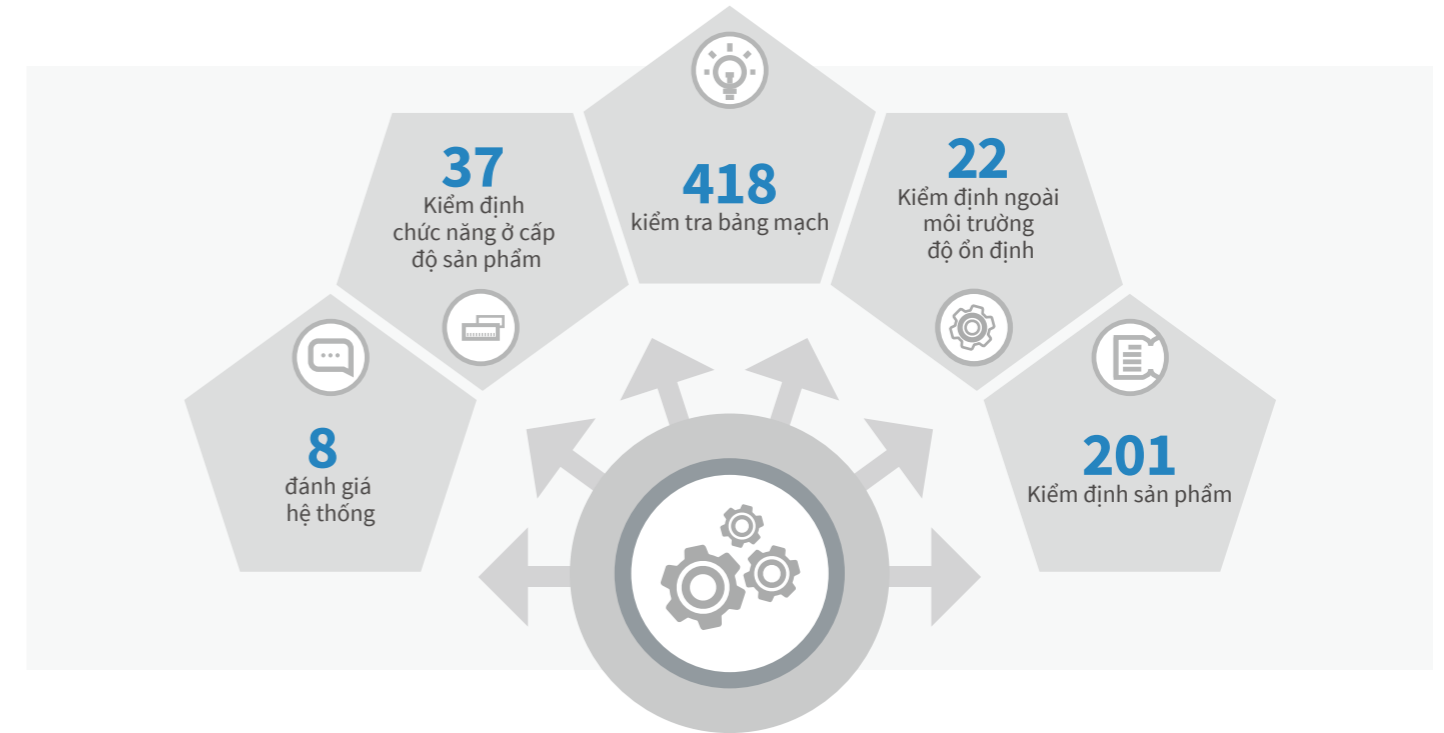 8
đánh giá
hệ thống
37
Kiểm định
chức năng ở cấp
độ sản phẩm
418
kiểm tra bảng mạch
22
Kiểm định ngoài
môi trường
độ ổn định
201
Kiểm định sản phẩm